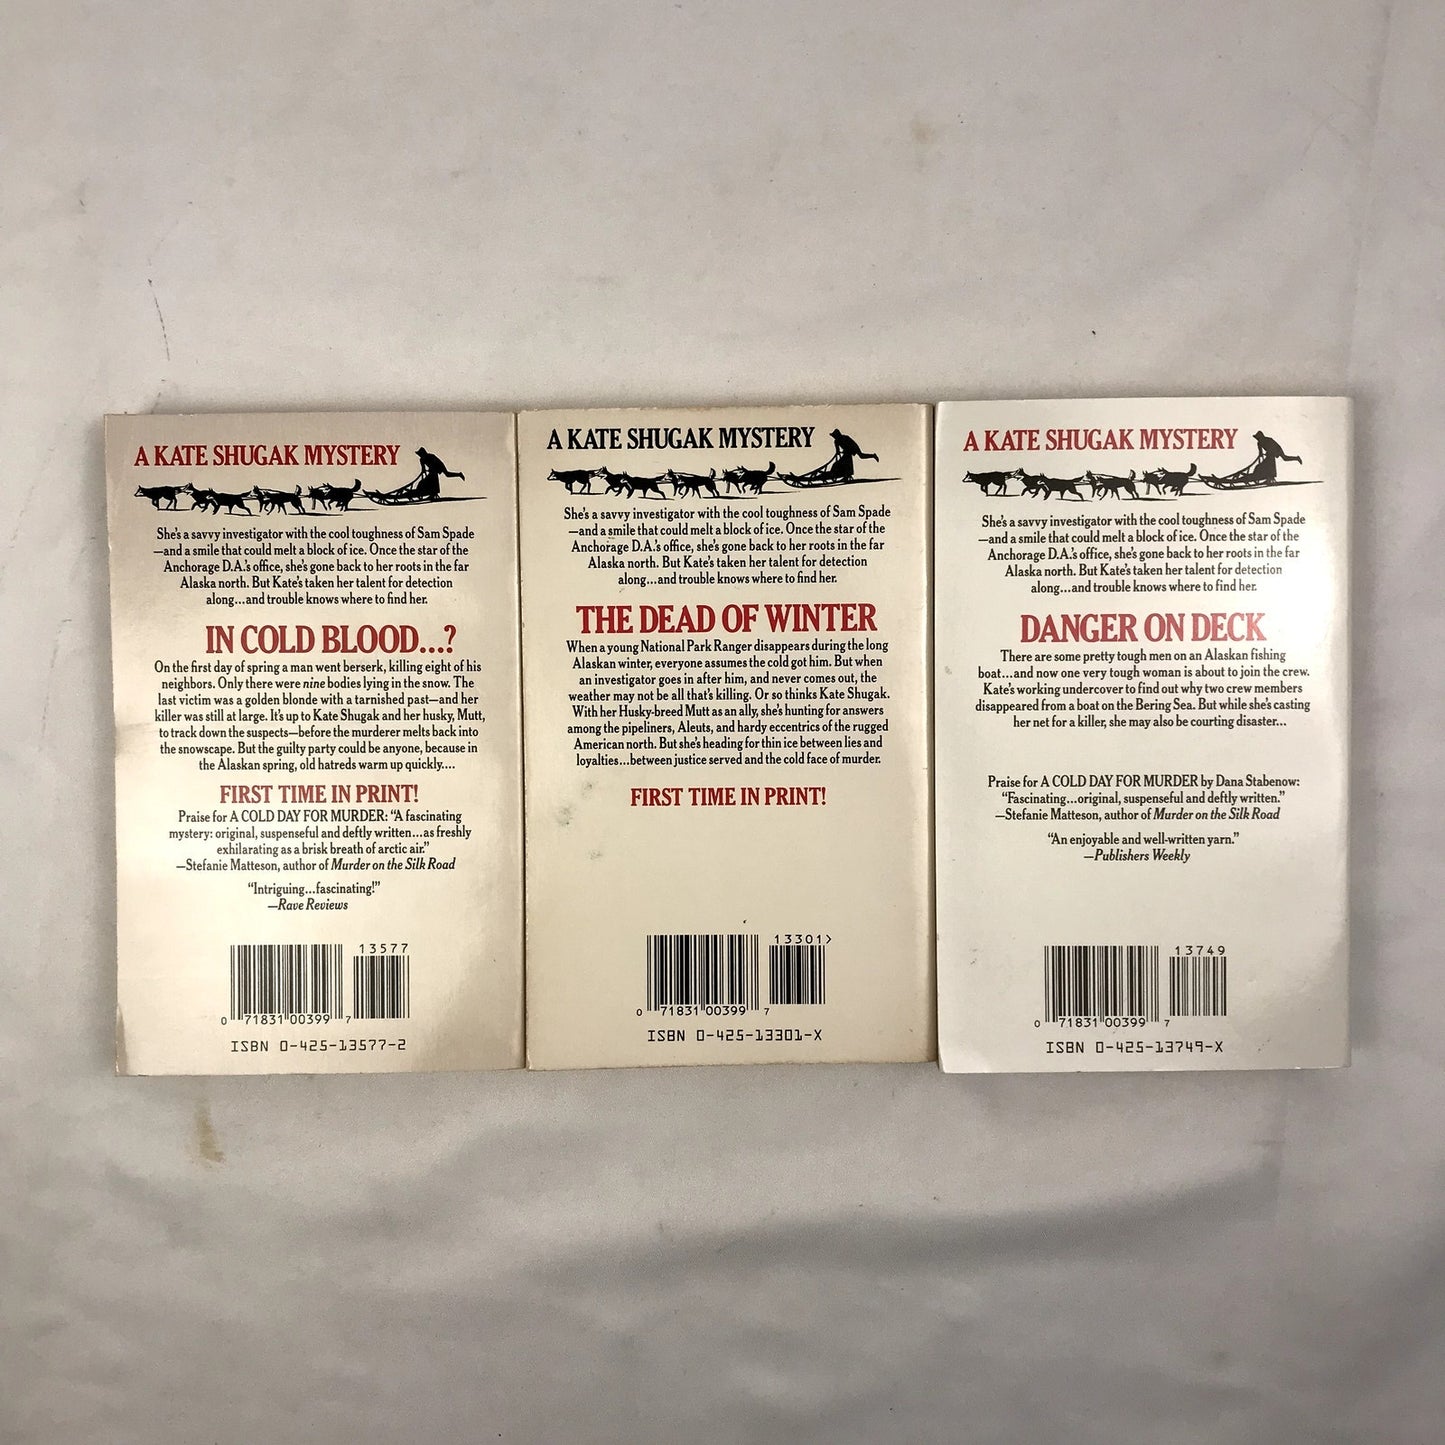 A KATE SHUGAK MYSTERY
She's a savvy investigator with the cool toughness of Sam Spade
—and a smile that could melt a block of ice. Once the star of the
Anchorage D.A.'s office, she's gone back to her roots in the far
Alaska north. But Kate's taken her talent for detection
along...and trouble knows where to find her.
IN COLD BLOOD...?
On the first day of spring a man went berserk, killing eight of his
neighbors. Only there were nine bodies lying in the snow. The
last victim was a golden blonde with a tarnished past—and her
killer was still at large. It's up to Kate Shugak and her husky, Mutt,
to track down the suspects—before the murderer melts back into
the snowscape. But the guilty party could be anyone, because in
the Alaskan spring, old hatreds warm up quickly....
FIRST TIME IN PRINT!
Praise for A COLD DAY FOR MURDER: “A fascinating
mystery: original, suspenseful and deftly written...as freshly
exhilarating as a brisk breath of arctic air.”
—Stefanie Matteson, author of Murder on the Silk Road
“Intriguing...fascinating!”
—Rave Reviews
13577
0 71831 00399 7
ISBN 0-425-13577-2
A KATE SHUGAK MYSTERY
She's a savvy investigator with the cool toughness of Sam Spade
—and a smile that could melt a block of ice. Once the star of the
Anchorage D.A.'s office, she's gone back to her roots in the far
Alaska north. But Kate's taken her talent for detection
along...and trouble knows where to find her.
THE DEAD OF WINTER
When a young National Park Ranger disappears during the long
Alaskan winter, everyone assumes the cold got him. But when
an investigator goes in after him, and never comes out, the
weather may not be all that's killing. Or so thinks Kate Shugak.
With her Husky-breed Mutt as an ally, she's hunting for answers
among the pipeliners, Aleuts, and hardy eccentrics of the rugged
American north. But she's heading for thin ice between lies and
loyalties...between justice served and the cold face of murder.
FIRST TIME IN PRINT!
13301>
0 71831 00399 7
ISBN 0-425-13301-X
A KATE SHUGAK MYSTERY
She's a savvy investigator with the cool toughness of Sam Spade
—and a smile that could melt a block of ice. Once the star of the
Anchorage D.A.'s office, she's gone back to her roots in the far
Alaska north. But Kate's taken her talent for detection
along...and trouble knows where to find her.
DANGER ON DECK
There are some pretty tough men on an Alaskan fishing
boat...and now one very tough woman is about to join the crew.
Kate's working undercover to find out why two crew members
disappeared from a boat on the Bering Sea. But while she's casting
her net for a killer, she may also be courting disaster...
Praise for A COLD DAY FOR MURDER by Dana Stabenow:
“Fascinating...original, suspenseful and deftly written.”
—Stefanie Matteson, author of Murder on the Silk Road
“An enjoyable and well-written yarn.”
—Publishers Weekly
13749
0 71831 00399 7
ISBN 0-425-13749-X